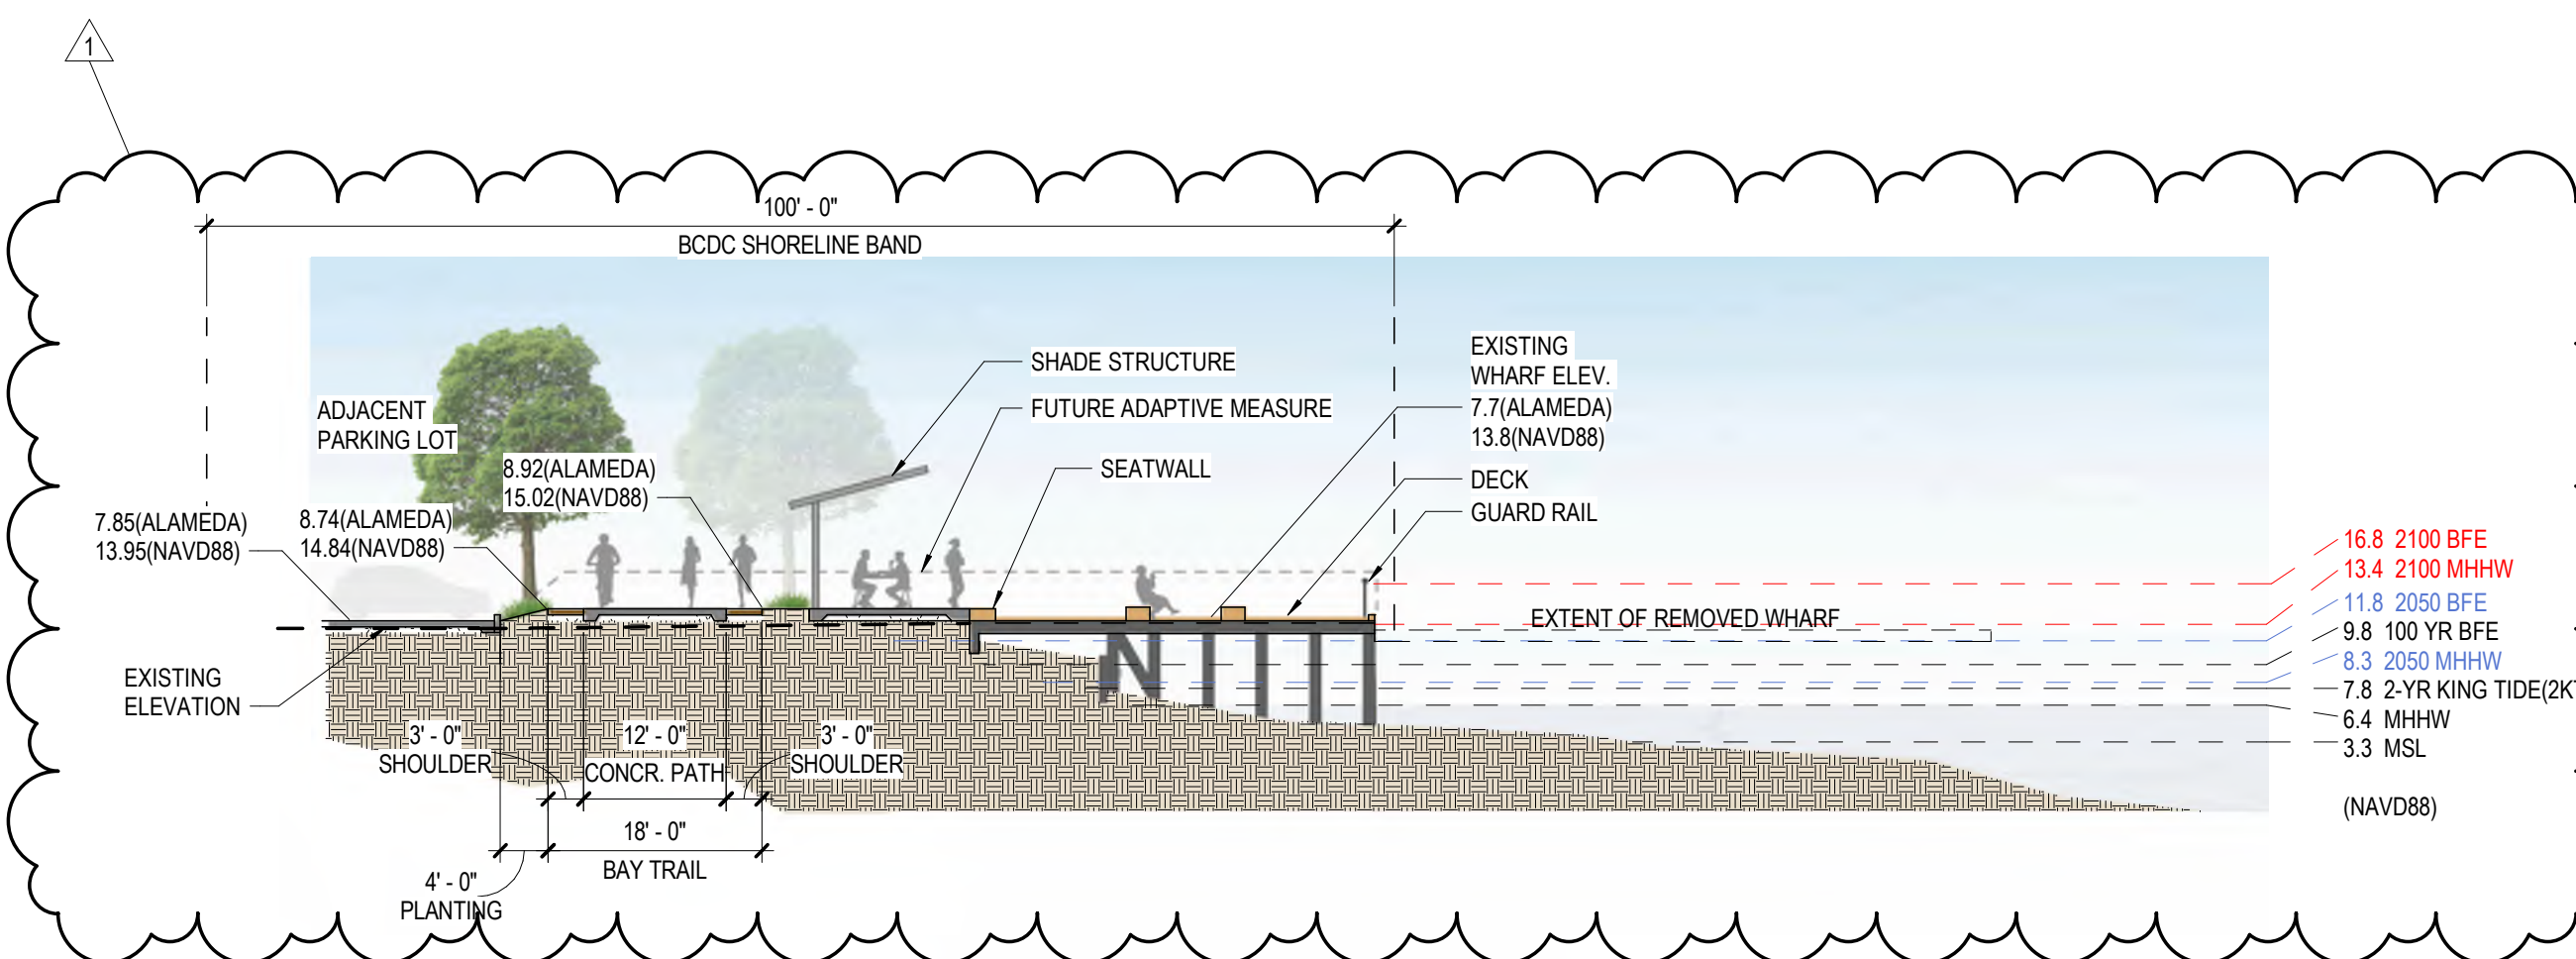 1
100' - 0"
BCDC SHORELINE BAND
SHADE STRUCTURE
FUTURE ADAPTIVE MEASURE
SEATWALL
EXISTING
WHARF ELEV.
7.7(ALAMEDA)
13.8(NAVD88)
DECK
GUARD RAIL
ADJACENT
PARKING LOT
8.92(ALAMEDA)
15.02(NAVD88)
7.85(ALAMEDA)
13.95(NAVD88)
8.74(ALAMEDA)
14.84(NAVD88)
EXISTING
ELEVATION
EXTENT OF REMOVED WHARF
16.8 2100 BFE
13.4 2100 MHHW
11.8 2050 BFE
9.8 100 YR BFE
8.3 2050 MHHW
7.8 2-YR KING TIDE(2K
6.4 MHHW
3.3 MSL
(NAVD88)
3' - 0"
SHOULDER
12' - 0"
CONCR. PATH
3' - 0"
SHOULDER
18' - 0"
BAY TRAIL
4' - 0"
PLANTING